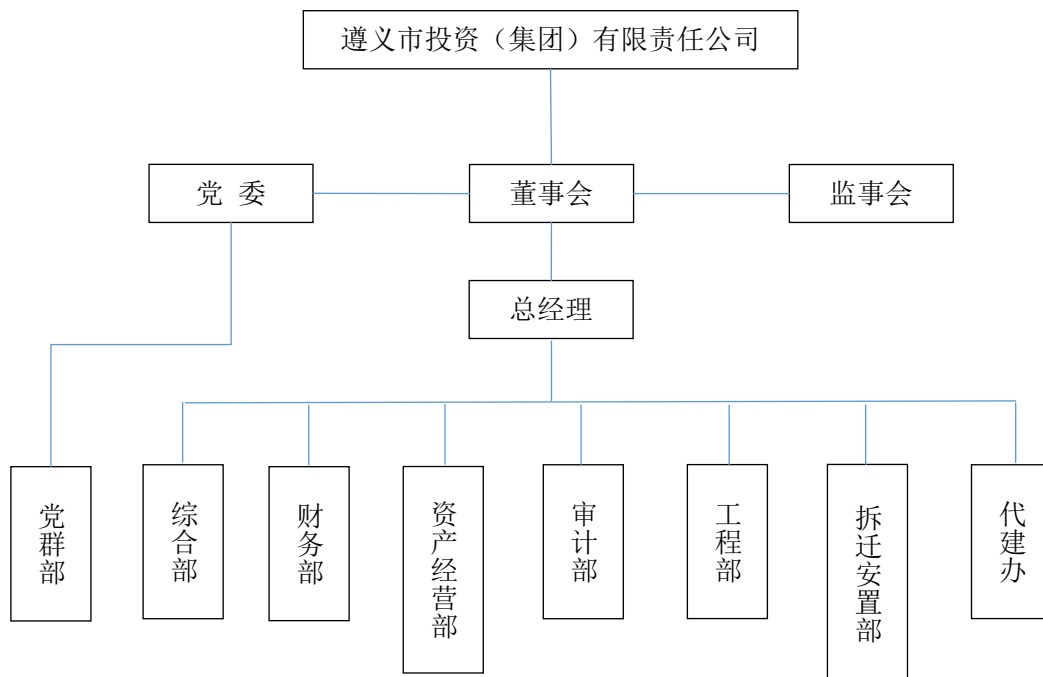 遵义市投资（集团）有限责任公司
党 委
董事会
监事会
总经理
党群部
综合部
财务部
资产经营部
审计部
工程部
拆迁安置部
代建办